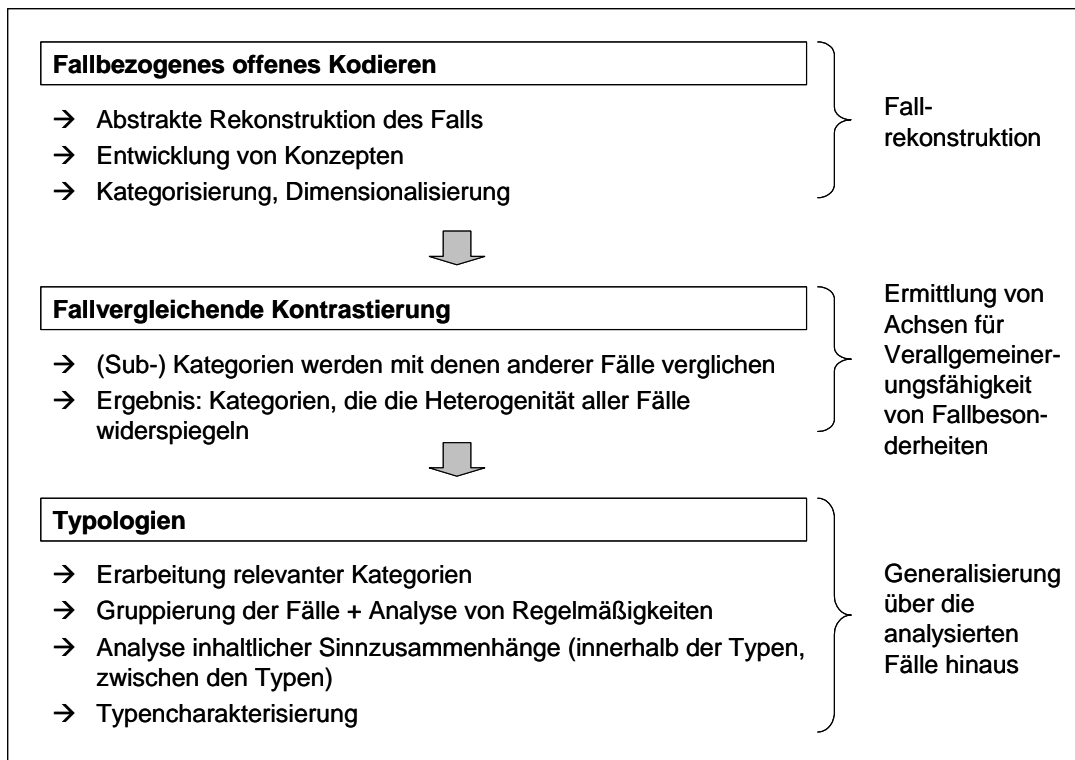 Fallbezogenes offenes Kodieren
→ Abstrakte Rekonstruktion des Falls
→ Entwicklung von Konzepten
→ Kategorisierung, Dimensionalisierung
Fall-
rekonstruktion
Fallvergleichende Kontrastierung
→ (Sub-) Kategorien werden mit denen anderer Fälle verglichen
→ Ergebnis: Kategorien, die die Heterogenität aller Fälle
widerspiegeln
Ermittlung von
Achsen für
Verallgemeiner-
ungsfähigkeit
von Fallbeson-
derheiten
Typologien
→ Erarbeitung relevanter Kategorien
→ Gruppierung der Fälle + Analyse von Regelmäßigkeiten
→ Analyse inhaltlicher Sinnzusammenhänge (innerhalb der Typen,
zwischen den Typen)
→ Typencharakterisierung
Generalisierung
über die
analysierten
Fälle hinaus